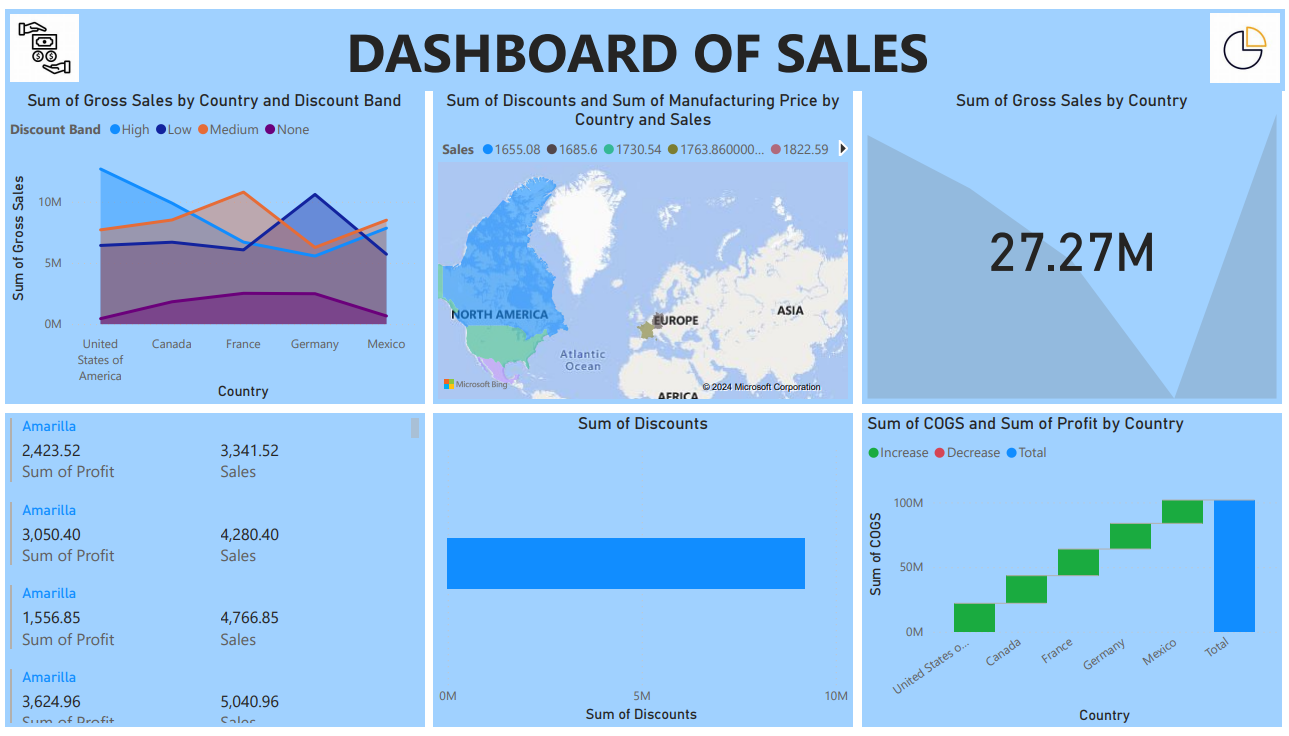 DASHBOARD OF SALES
Sum of Gross Sales by Country and Discount Band
Discount Band High Low Medium None
Sum of Gross Sales
10M
5M
0M
United
States of
America
Canada
France
Germany
Mexico
Country
Sum of Discounts and Sum of Manufacturing Price by
Country and Sales
Sales 1655.08 1685.6 1730.54 1763.860000... 1822.59
NORTH AMERICA
EUROPE
ASIA
Atlantic
Ocean
AFRICA
Microsoft Bing
© 2024 Microsoft Corporation
Sum of Gross Sales by Country
27.27M
Amarilla
2,423.52 3,341.52
Sum of Profit Sales
Amarilla
3,050.40 4,280.40
Sum of Profit Sales
Amarilla
1,556.85 4,766.85
Sum of Profit Sales
Amarilla
3,624.96 5,040.96
Sum of Profit Sales
Sum of Discounts
0M 5M 10M
Sum of Discounts
Sum of COGS and Sum of Profit by Country
Increase Decrease Total
Sum of COGS
100M
50M
0M
United States o...
Canada
France
Germany
Mexico
Total
Country